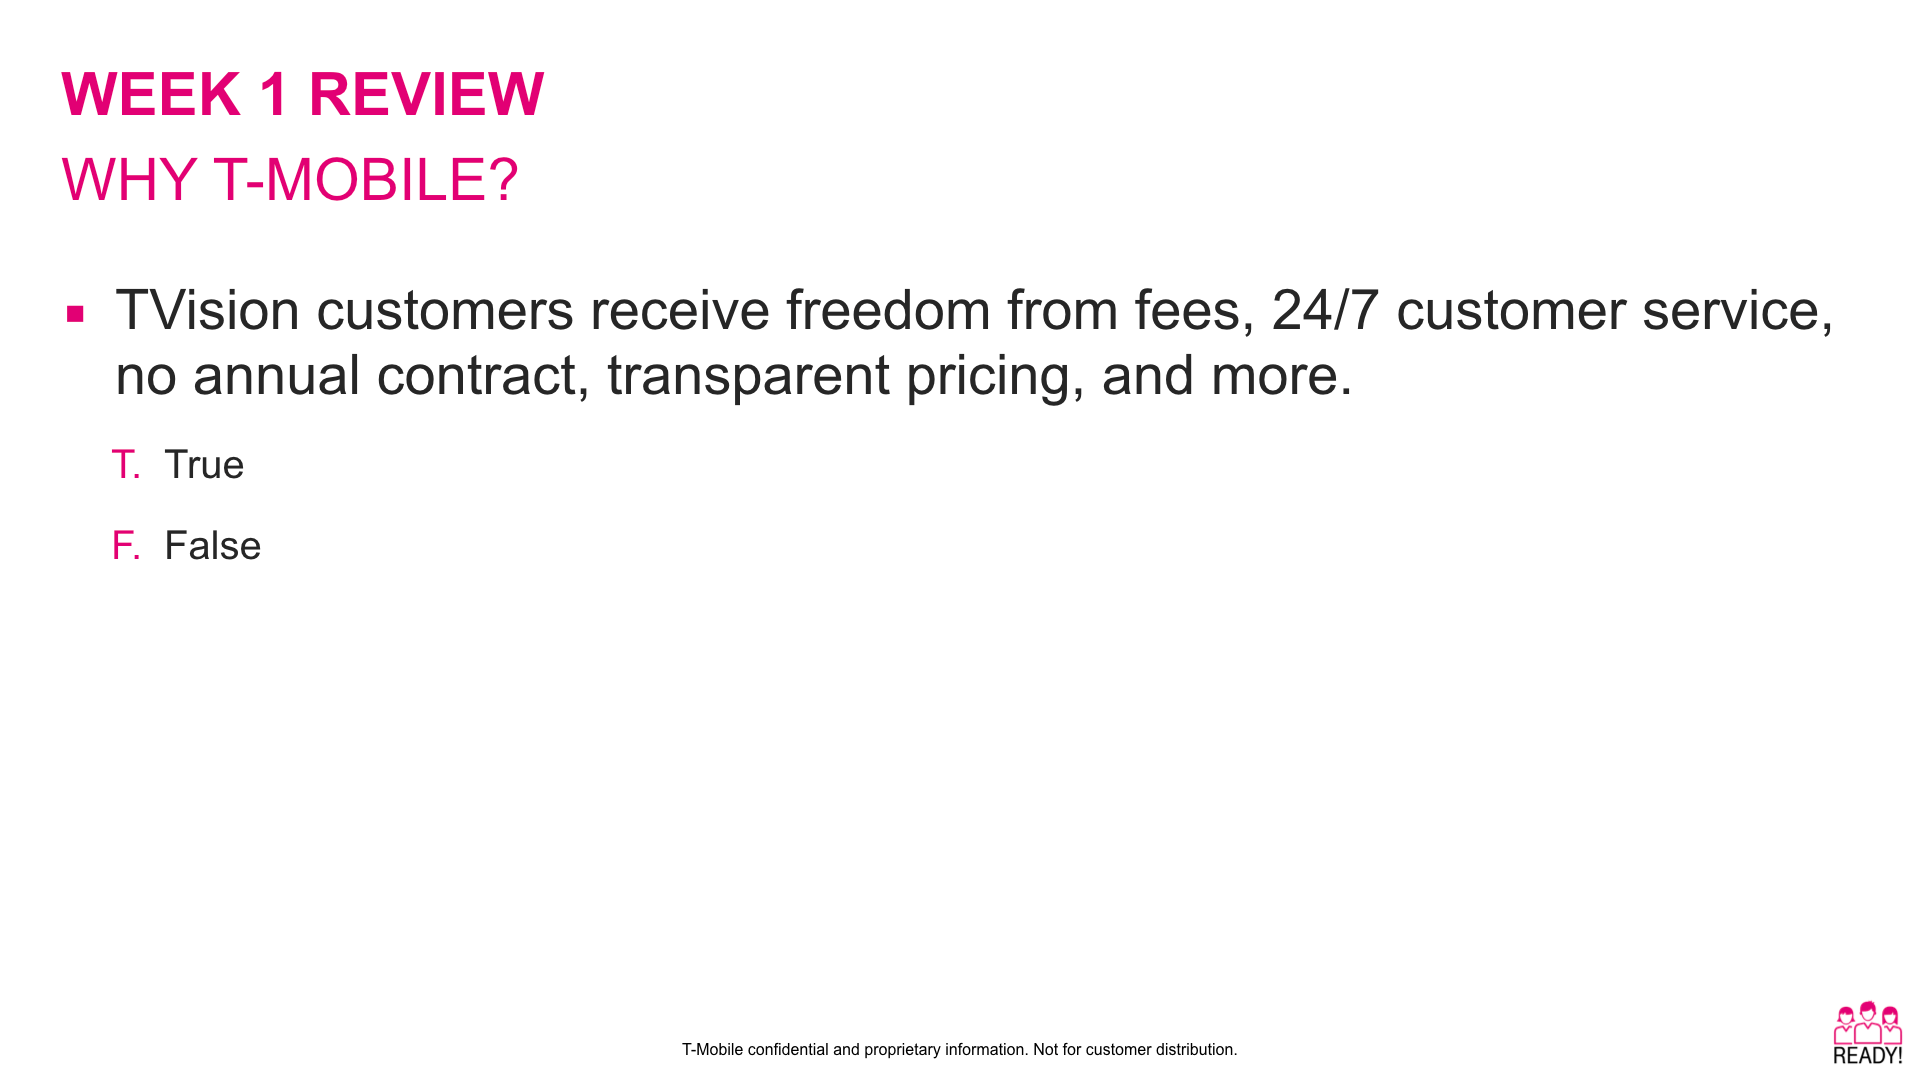 WEEK 1 REVIEW
WHY T-MOBILE?
▪ TVision customers receive freedom from fees, 24/7 customer service,
no annual contract, transparent pricing, and more.
T. True
F. False
T-Mobile confidential and proprietary information. Not for customer distribution.
READY!